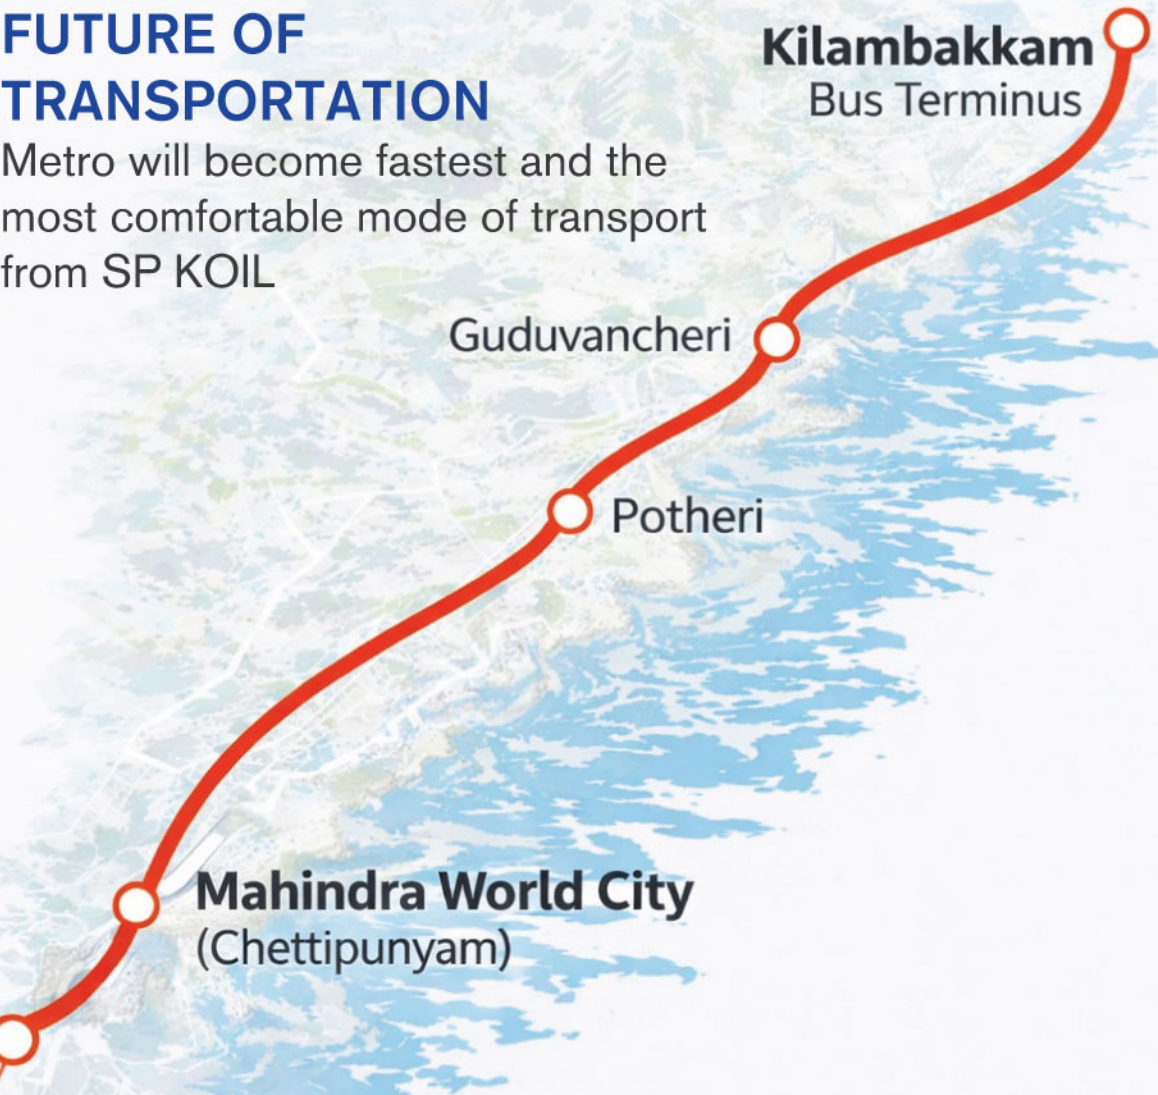 FUTURE OF
TRANSPORTATION
Metro will become fastest and the
most comfortable mode of transport
from SP KOIL
Kilambakkam
Bus Terminus
Guduvancheri
Potheri
Mahindra World City
(Chettipunyam)